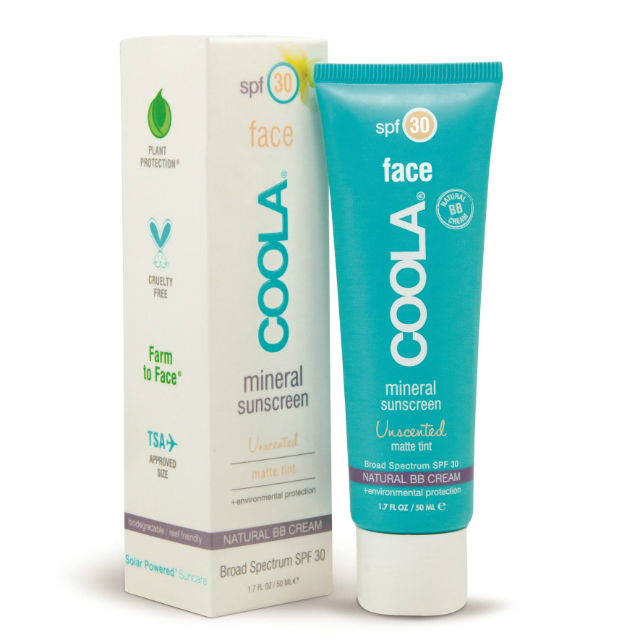 PLANT
PROTECTION®
CRUELTY
FREE
Farm
to Face®
TSA
APPROVED
SIZE
biodegradable / reef friendly
Solar Powered® Suncare
spf 30
face
COOLA®
mineral
sunscreen
Unscented
matte tint
+environmental protection
NATURAL BB CREAM
Broad Spectrum SPF 30
1.7 FL OZ / 50 ML ℮
spf 30
face
COOLA®
NATURAL
BB
CREAM
mineral
sunscreen
Unscented
matte tint
Broad Spectrum SPF 30
NATURAL BB CREAM
+environmental protection
1.7 FL OZ / 50 ML ℮